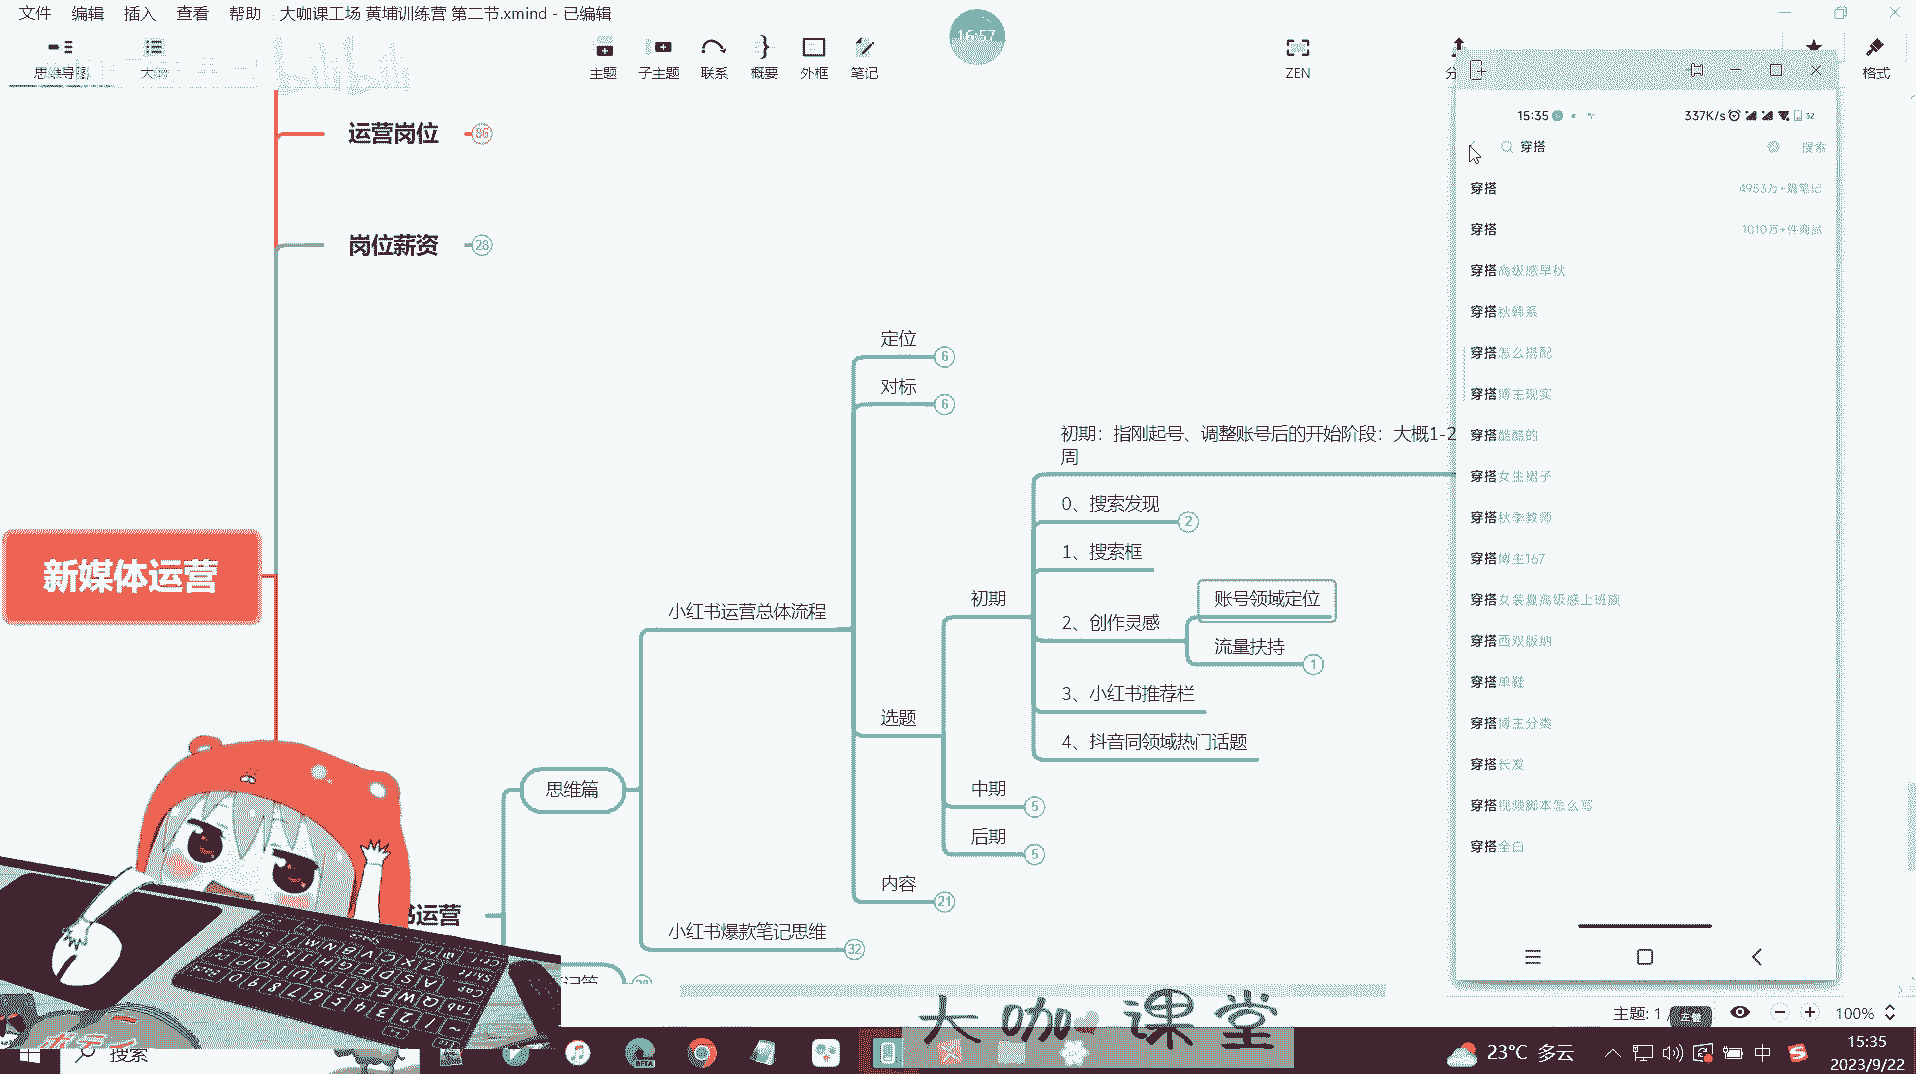 文件 编辑 插入 查看 帮助 大咖课工场 黄埔训练营 第二节.xmind - 已编辑
思维导图 大纲 主题 子主题 联系 概要 外框 笔记 16:57 ZEN 格式
运营岗位 86
岗位薪资 28
新媒体运营
书运营
思维篇
小红书运营总体流程
定位 6
对标 6
选题
初期
初期：指刚起号、调整账号后的开始阶段：大概1-2
周
0、搜索发现 2
1、搜索框
2、创作灵感
账号领域定位
流量扶持 1
3、小红书推荐栏
4、抖音同领域热门话题
中期 5
后期 5
内容 21
小红书爆款笔记思维 32
15:35 337K/s 32
穿搭 搜索
穿搭 4953万+篇笔记
穿搭 1010万+件商品
穿搭高级感早秋
穿搭秋韩系
穿搭怎么搭配
穿搭博主现实
穿搭酷酷的
穿搭女生裙子
穿搭秋季教师
穿搭博主167
穿搭女装夏高级感上班族
穿搭西双版纳
穿搭单鞋
穿搭博主分类
穿搭长发
穿搭视频脚本怎么写
穿搭全白
大咖课堂
主题: 1 左键 100%
搜索
BETA
23°C 多云
中
15:35
2023/9/22